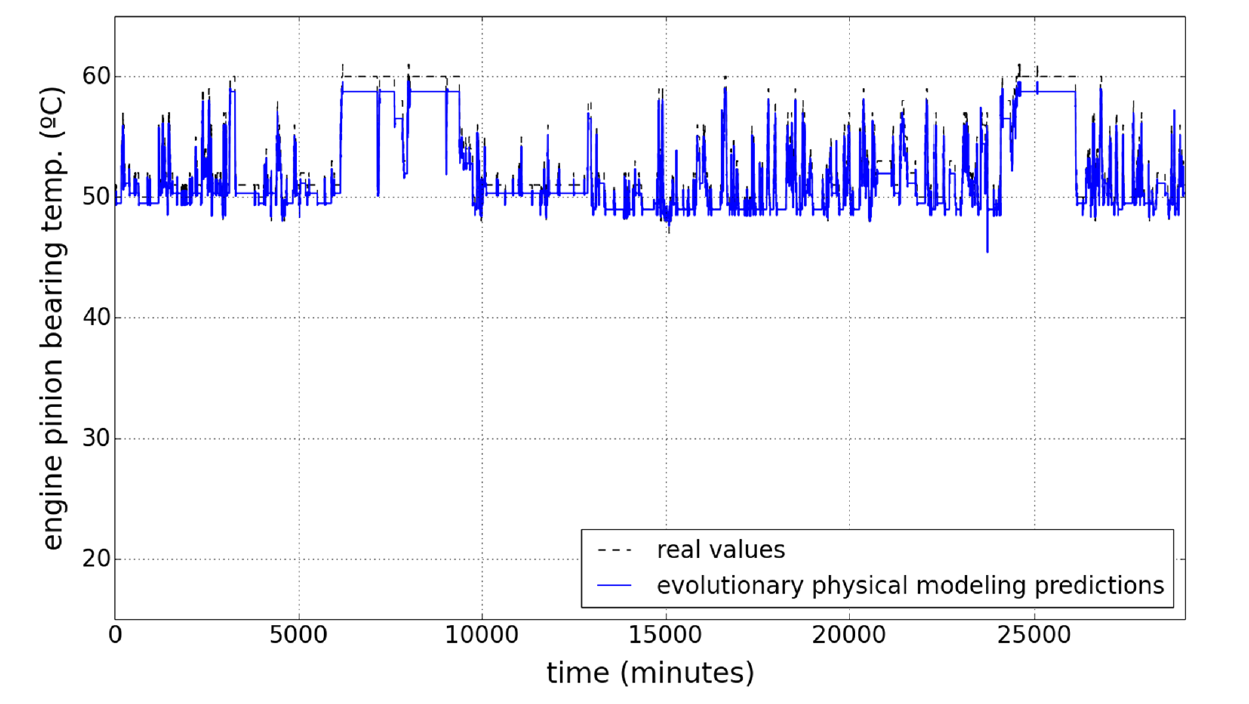 engine pinion bearing temp. (ºC)
60
50
40
30
20
real values
evolutionary physical modeling predictions
0 5000 10000 15000 20000 25000
time (minutes)